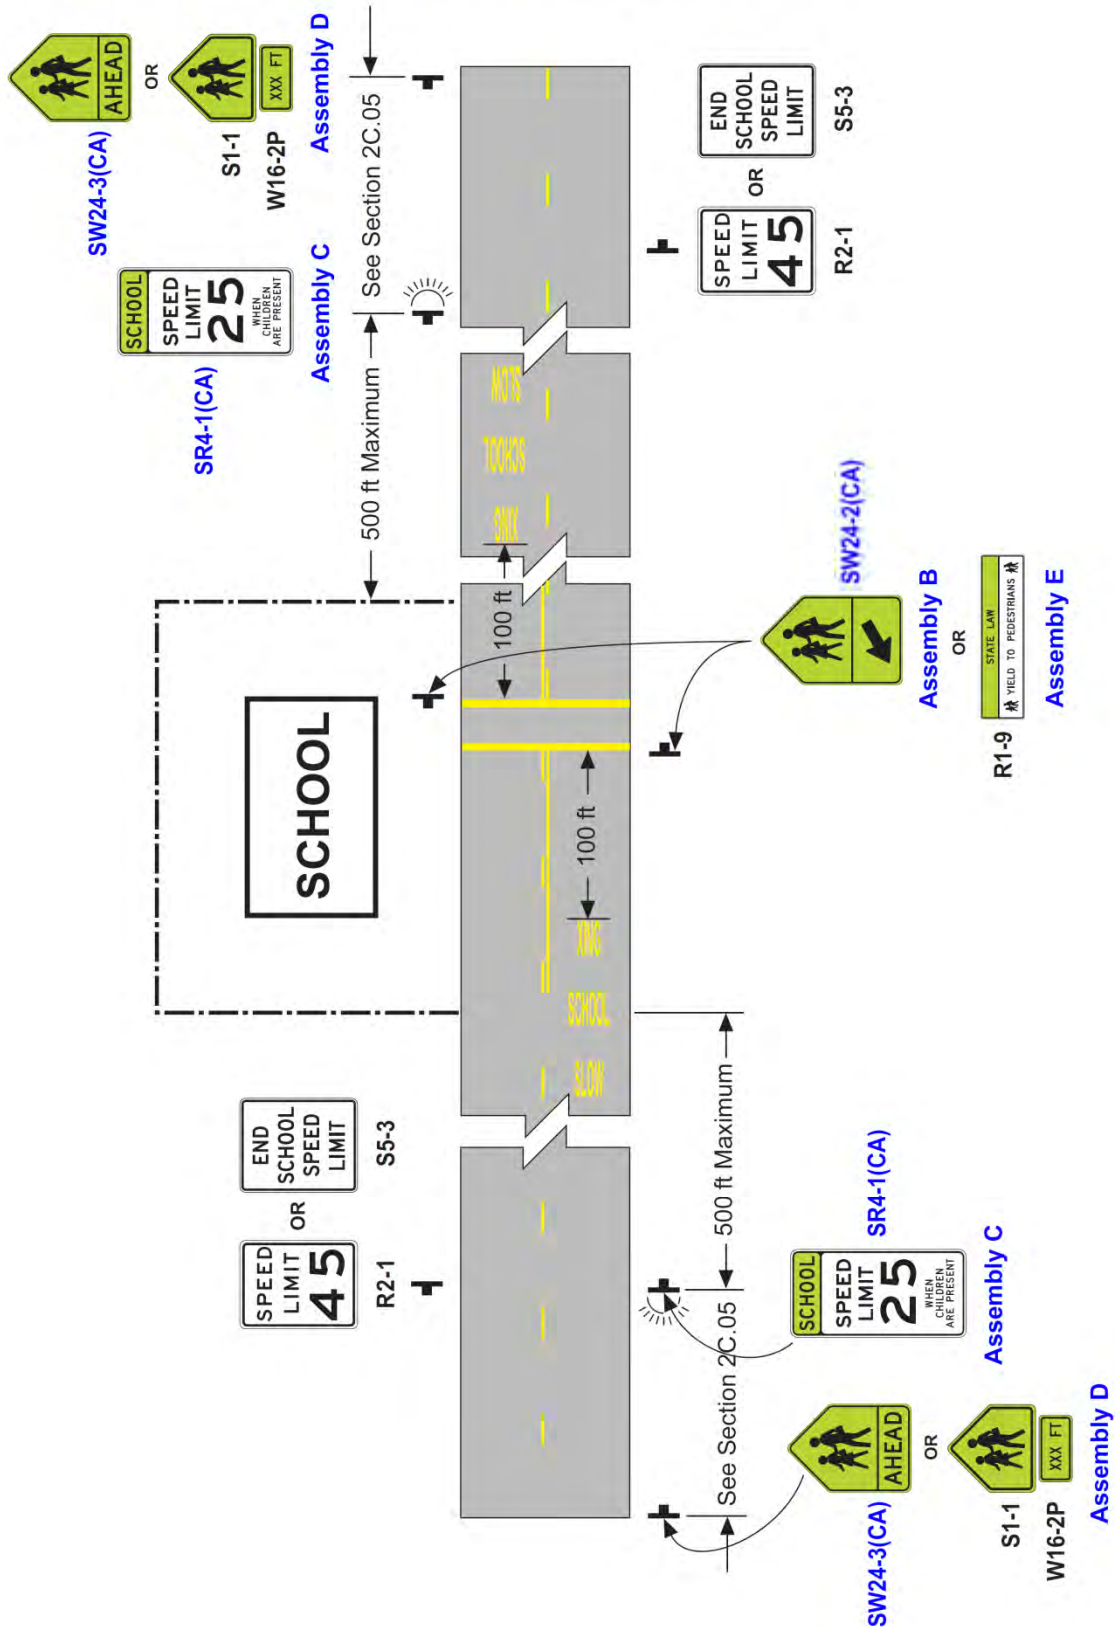 SW24-3(CA)
AHEAD
OR
S1-1
W16-2P
XXX FT
Assembly D
SCHOOL
SPEED
LIMIT
25
WHEN
CHILDREN
ARE PRESENT
SR4-1(CA)
Assembly C
See Section 2C.05
500 ft Maximum
SCHOOL
SPEED
LIMIT
45
R2-1
OR
END
SCHOOL
SPEED
LIMIT
S5-3
SLOW
SCHOOL
XING
100 ft
100 ft
XING
SCHOOL
SLOW
SPEED
LIMIT
45
R2-1
OR
END
SCHOOL
SPEED
LIMIT
S5-3
SW24-2(CA)
Assembly B
OR
R1-9
STATE LAW
YIELD TO PEDESTRIANS
Assembly E
500 ft Maximum
See Section 2C.05
SR4-1(CA)
SCHOOL
SPEED
LIMIT
25
WHEN
CHILDREN
ARE PRESENT
Assembly C
SW24-3(CA)
AHEAD
OR
S1-1
W16-2P
XXX FT
Assembly D